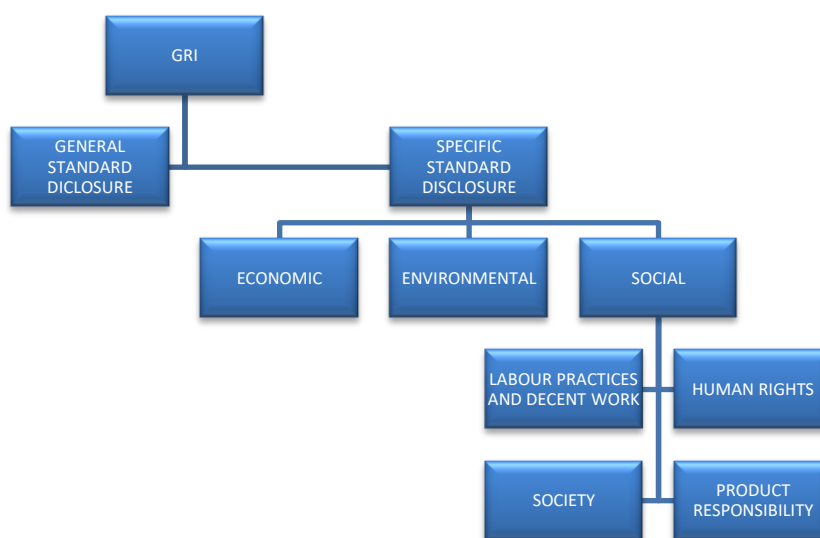 GRI
GENERAL
STANDARD
DICLOSURE
SPECIFIC
STANDARD
DISCLOSURE
ECONOMIC
ENVIRONMENTAL
SOCIAL
LABOUR PRACTICES
AND DECENT WORK
HUMAN RIGHTS
SOCIETY
PRODUCT
RESPONSIBILITY